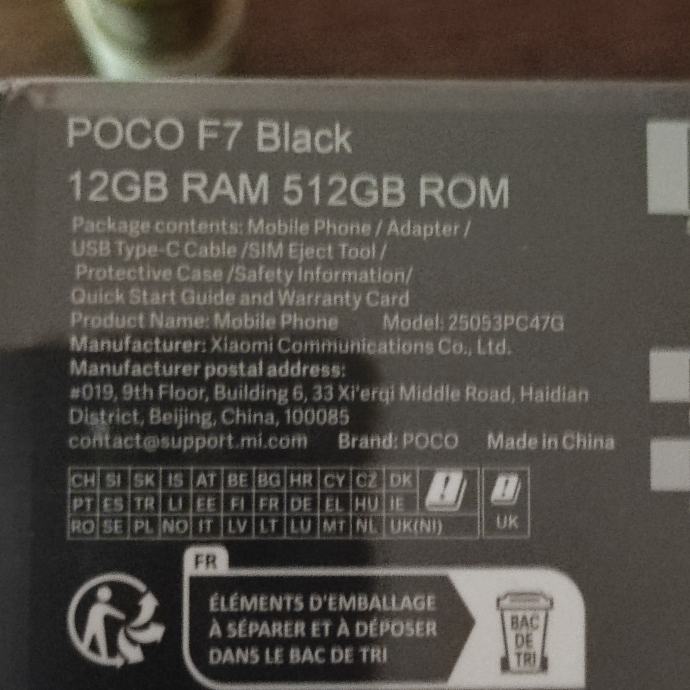 POCO F7 Black
12GB RAM 512GB ROM
Package contents: Mobile Phone / Adapter /
USB Type-C Cable /SIM Eject Tool /
Protective Case /Safety Information/
Quick Start Guide and Warranty Card
Product Name: Mobile Phone Model: 25053PC47G
Manufacturer: Xiaomi Communications Co., Ltd.
Manufacturer postal address:
#019, 9th Floor, Building 6, 33 Xi'erqi Middle Road, Haidian
District, Beijing, China, 100085
contact@support.mi.com Brand: POCO Made in China
CH SI SK IS AT BE BG HR CY CZ DK
PT ES TR LI EE FI FR DE EL HU IE
RO SE PL NO IT LV LT LU MT NL UK(NI) UK
FR
ÉLÉMENTS D'EMBALLAGE
À SÉPARER ET À DÉPOSER
DANS LE BAC DE TRI
BAC
DE
TRI